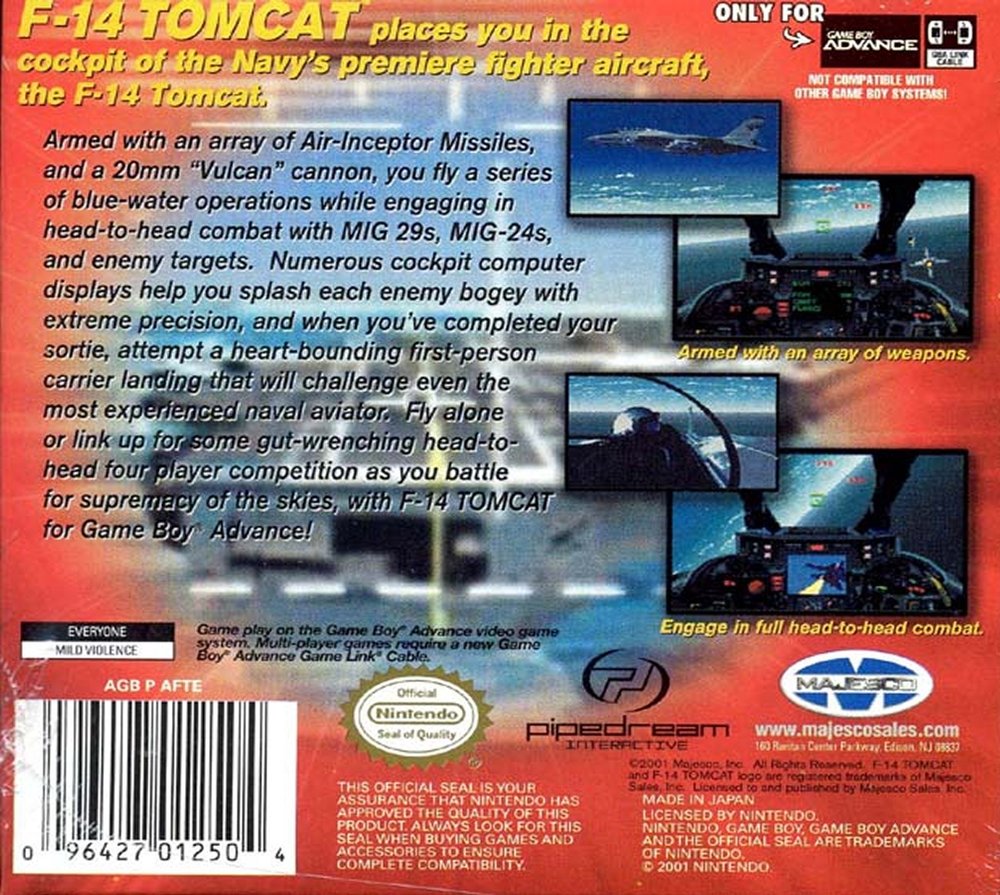 F-14 TOMCAT™ places you in the
cockpit of the Navy's premiere fighter aircraft,
the F-14 Tomcat.
ONLY FOR
GAME BOY
ADVANCE
GBA LINK
CABLE
NOT COMPATIBLE WITH
OTHER GAME BOY SYSTEMS!
Armed with an array of Air-Inceptor Missiles,
and a 20mm “Vulcan” cannon, you fly a series
of blue-water operations while engaging in
head-to-head combat with MIG 29s, MIG-24s,
and enemy targets. Numerous cockpit computer
displays help you splash each enemy bogey with
extreme precision, and when you've completed your
sortie, attempt a heart-bounding first-person
carrier landing that will challenge even the
most experienced naval aviator. Fly alone
or link up for some gut-wrenching head-to-
head four player competition as you battle
for supremacy of the skies, with F-14 TOMCAT
for Game Boy® Advance!
Armed with an array of weapons.
Engage in full head-to-head combat.
EVERYONE
MILD VIOLENCE
Game play on the Game Boy® Advance video game
system. Multi-player games require a new Game
Boy® Advance Game Link® Cable.
AGB P AFTE
0 96427 01250 4
Official
Nintendo
Seal of Quality
®
THIS OFFICIAL SEAL IS YOUR
ASSURANCE THAT NINTENDO HAS
APPROVED THE QUALITY OF THIS
PRODUCT. ALWAYS LOOK FOR THIS
SEAL WHEN BUYING GAMES AND
ACCESSORIES TO ENSURE
COMPLETE COMPATIBILITY.
pipedream
INTERACTIVE
MAJESCO
www.majescosales.com
160 Raritan Center Parkway, Edison, NJ 08837
©2001 Majesco, Inc. All Rights Reserved. F-14 TOMCAT
and F-14 TOMCAT logo are registered trademarks of Majesco
Sales, Inc. Licensed to and published by Majesco Sales, Inc.
MADE IN JAPAN
LICENSED BY NINTENDO.
NINTENDO, GAME BOY, GAME BOY ADVANCE
AND THE OFFICIAL SEAL ARE TRADEMARKS
OF NINTENDO.
© 2001 NINTENDO.